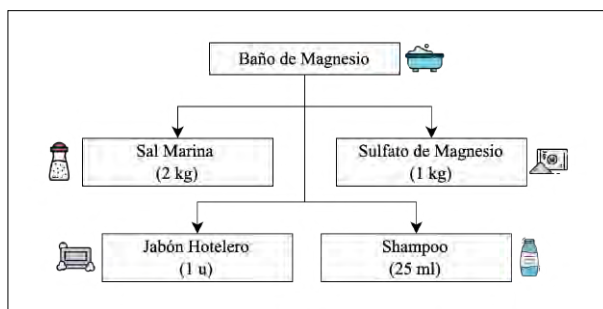 Baño de Magnesio
Sal Marina
(2 kg)
Sulfato de Magnesio
(1 kg)
Jabón Hotelero
(1 u)
Shampoo
(25 ml)